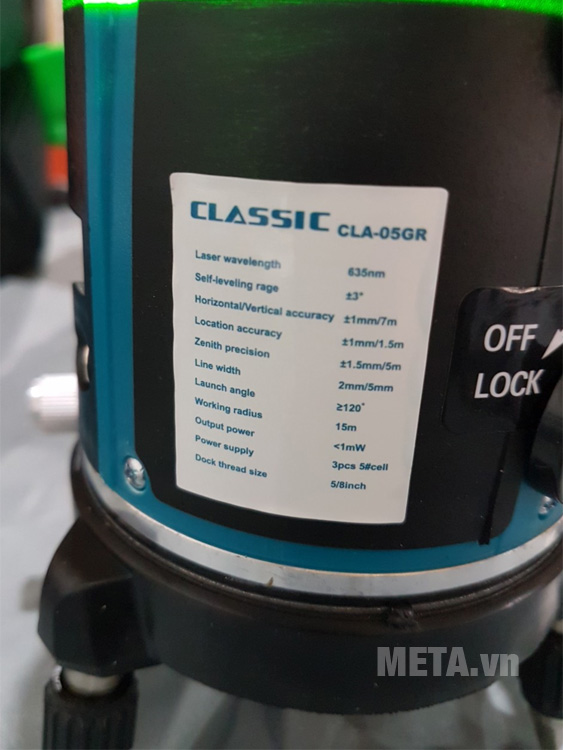 CLASSIC CLA-05GR
Laser wavelength 635nm
Self-leveling rage ±3°
Horizontal/Vertical accuracy ±1mm/7m
Location accuracy ±1mm/1.5m
Zenith precision ±1.5mm/5m
Line width 2mm/5mm
Launch angle ≥120°
Working radius 15m
Output power <1mW
Power supply 3pcs 5#cell
Dock thread size 5/8inch
OFF
LOCK
META.vn